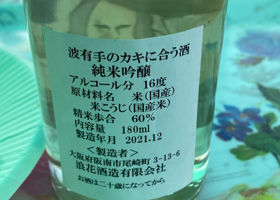 波有手のカキに合う酒
純米吟醸
アルコール分　16度
原材料名　米(国産)
米こうじ(国産米)
精米歩合　60%
内容量　180ml
製造年月　2021.12
<製造者>
大阪府阪南市尾崎町 3-13-6
浪花酒造有限会社
お酒は二十歳になってから